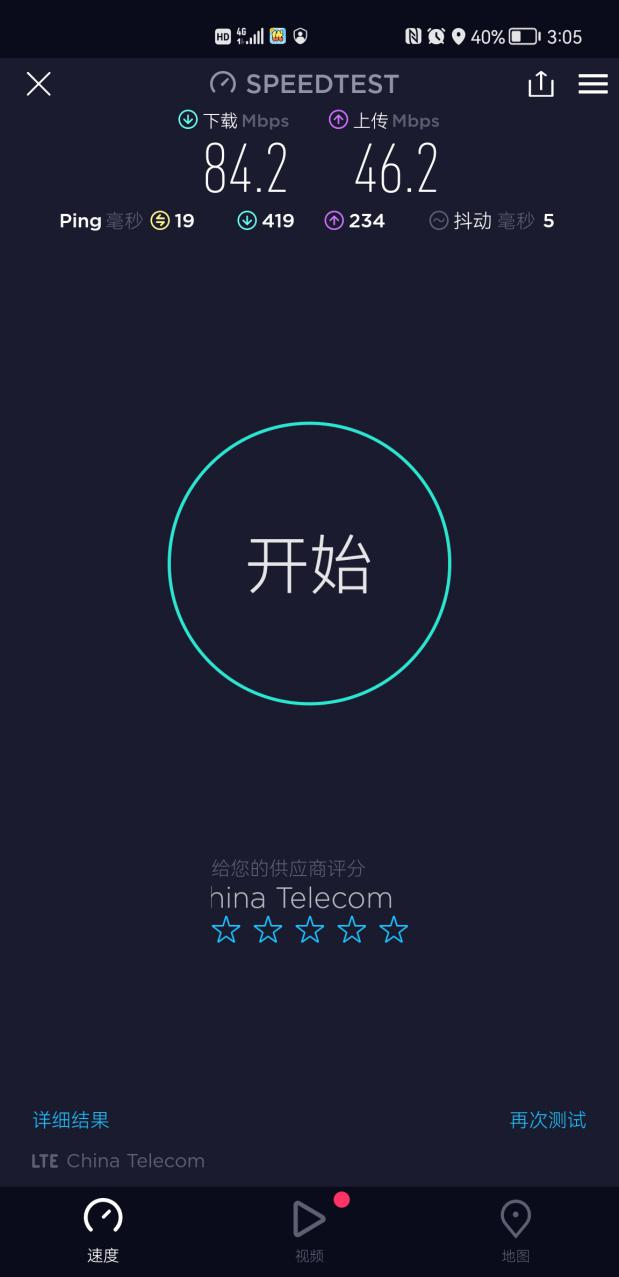 HD 4G 40% 3:05
SPEEDTEST
下载 Mbps 上传 Mbps
84.2 46.2
Ping 毫秒 19 419 234 抖动 毫秒 5
开始
给您的供应商评分
hina Telecom
详细结果 再次测试
LTE China Telecom
速度 视频 地图